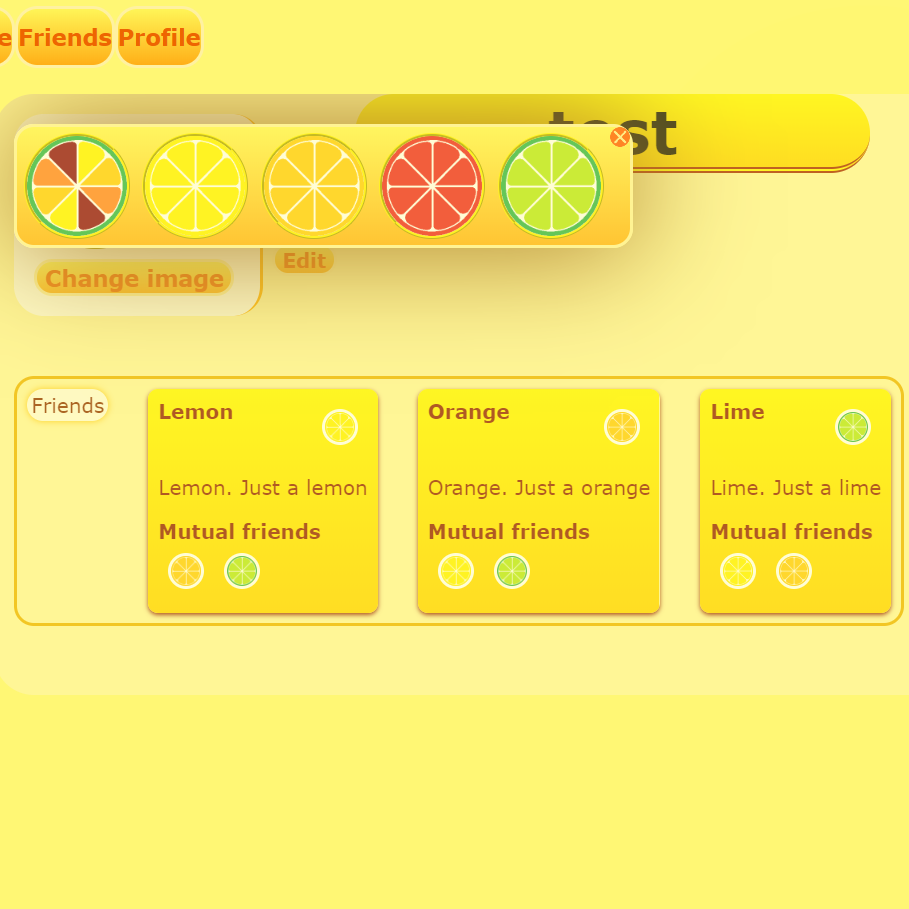 Friends Profile
Change image
Edit
Friends
Lemon
Lemon. Just a lemon
Mutual friends
Orange
Orange. Just a orange
Mutual friends
Lime
Lime. Just a lime
Mutual friends